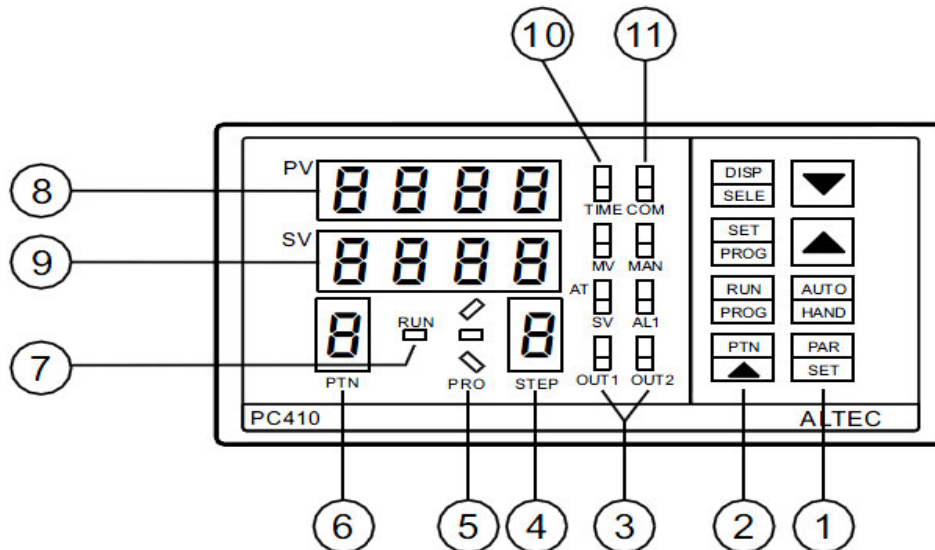 10 11
PV 8888 DISP
SELE
TIME COM
8
SV 8888 SET
PROG
MV MAN
9
AT
RUN
PROG AUTO
HAND
8 RUN 8 SV AL1
7
PTN PAR
SET
PTN PRO STEP OUT1 OUT2
PC410 ALTEC
6 5 4 3 2 1